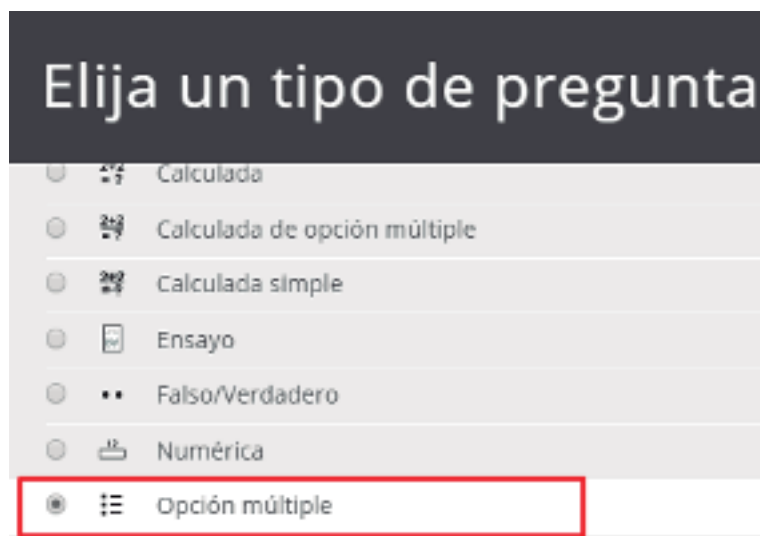 Elija un tipo de pregunta
Calculada
Calculada de opción múltiple
Calculada simple
Ensayo
Falso/Verdadero
Numérica
Opción múltiple